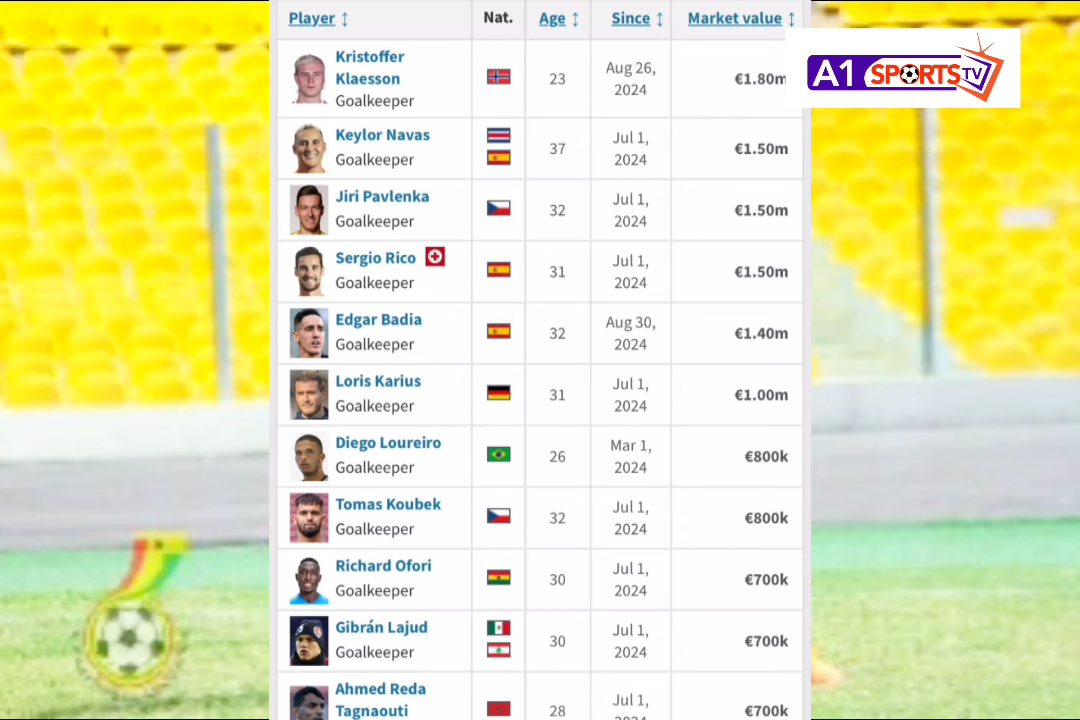 Player ↕ Nat. Age ↕ Since ↕ Market value ↕
A1 SPORTS TV
Kristoffer
Klaesson
Goalkeeper
23
Aug 26,
2024
€1.80m
Keylor Navas
Goalkeeper
37
Jul 1,
2024
€1.50m
Jiri Pavlenka
Goalkeeper
32
Jul 1,
2024
€1.50m
Sergio Rico
Goalkeeper
31
Jul 1,
2024
€1.50m
Edgar Badia
Goalkeeper
32
Aug 30,
2024
€1.40m
Loris Karius
Goalkeeper
31
Jul 1,
2024
€1.00m
Diego Loureiro
Goalkeeper
26
Mar 1,
2024
€800k
Tomas Koubek
Goalkeeper
32
Jul 1,
2024
€800k
Richard Ofori
Goalkeeper
30
Jul 1,
2024
€700k
Gibrán Lajud
Goalkeeper
30
Jul 1,
2024
€700k
Ahmed Reda
Tagnaouti
28
Jul 1,
2024
€700k